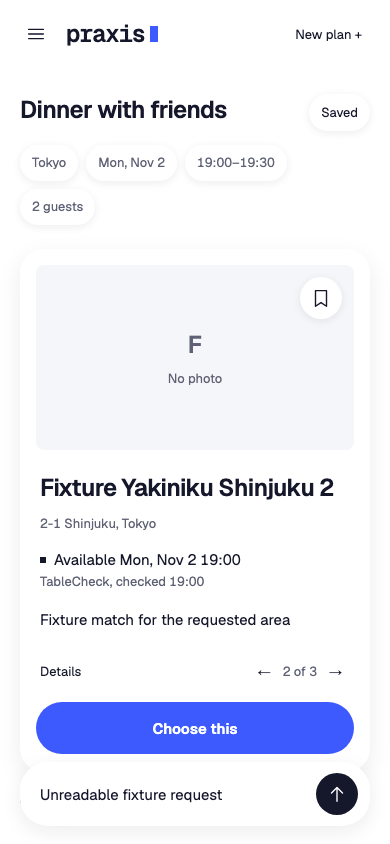 praxis
New plan +
Dinner with friends
Saved
Tokyo
Mon, Nov 2
19:00–19:30
2 guests
F
No photo
Fixture Yakiniku Shinjuku 2
2-1 Shinjuku, Tokyo
Available Mon, Nov 2 19:00
TableCheck, checked 19:00
Fixture match for the requested area
Details
← 2 of 3 →
Choose this
Unreadable fixture request